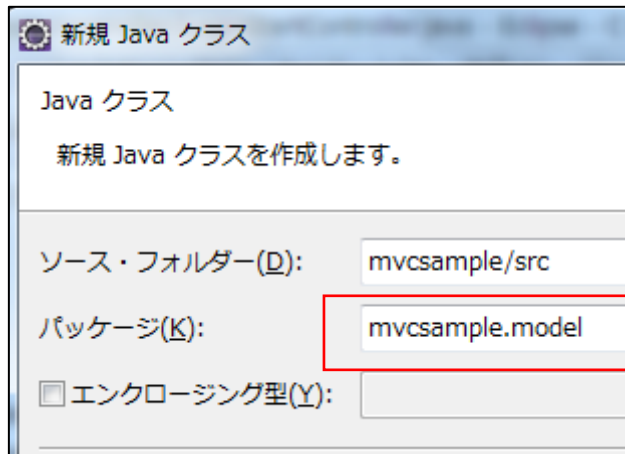 新規 Java クラス
Java クラス
新規 Java クラスを作成します。
ソース・フォルダー(D): mvcsample/src
パッケージ(K): mvcsample.model
エンクロージング型(Y):